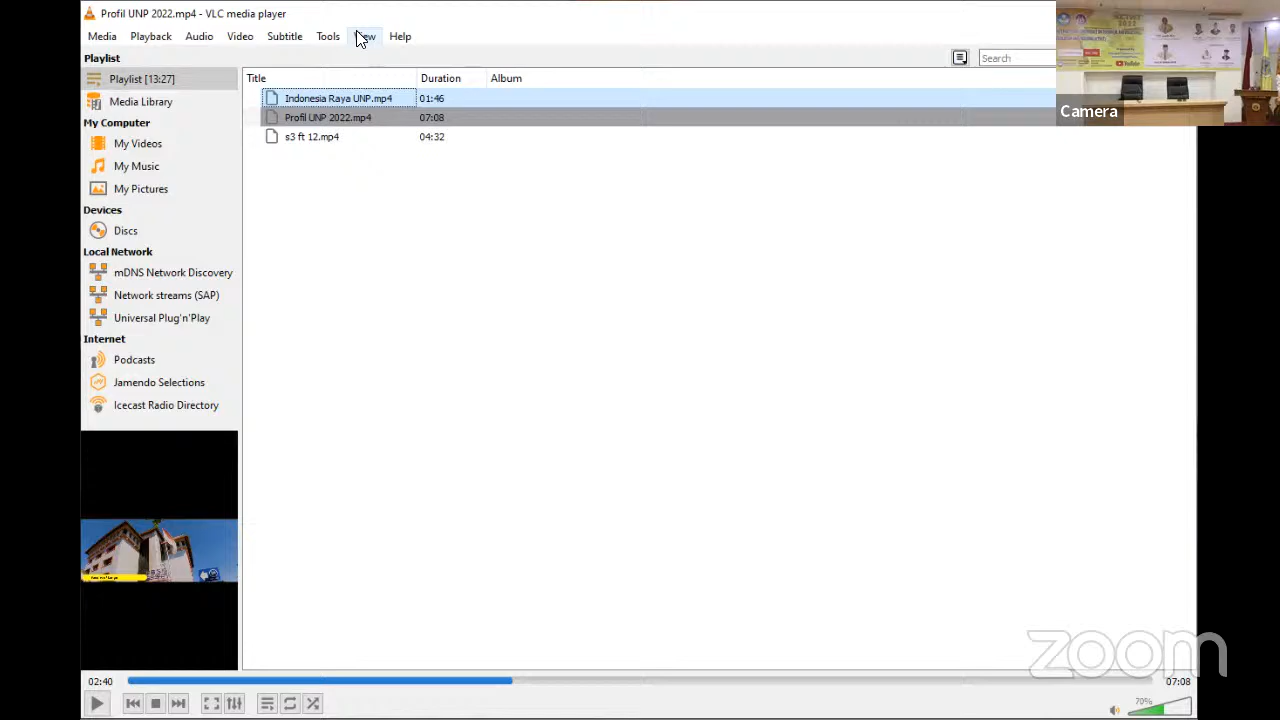 Profil UNP 2022.mp4 - VLC media player
Media Playback Audio Video Subtitle Tools View Help
Playlist
Search
Playlist [13:27]
Media Library
My Computer
My Videos
My Music
My Pictures
Devices
Discs
Local Network
mDNS Network Discovery
Network streams (SAP)
Universal Plug'n'Play
Internet
Podcasts
Jamendo Selections
Icecast Radio Directory
Title Duration Album
Indonesia Raya UNP.mp4 01:46
Profil UNP 2022.mp4 07:08
s3 ft 12.mp4 04:32
Camera
zoom
02:40
07:08
70%